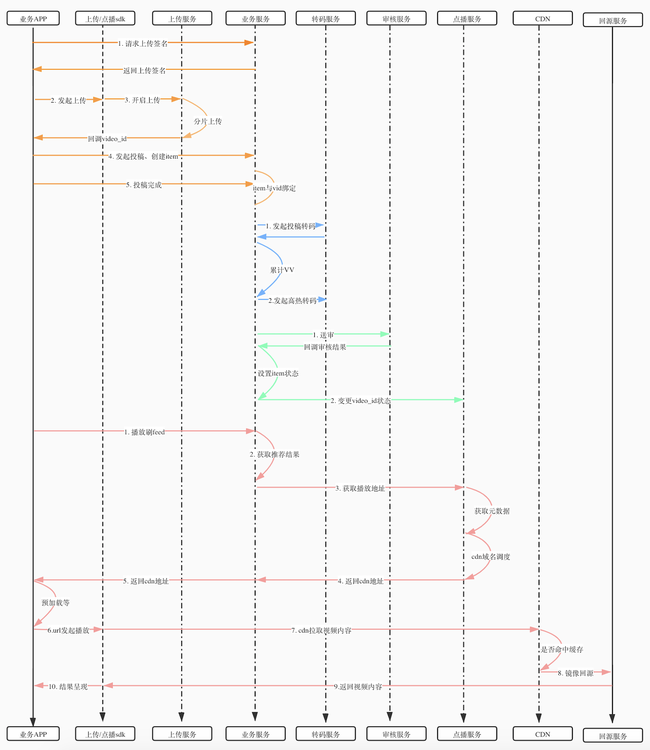 业务APP
上传/点播sdk
上传服务
业务服务
转码服务
审核服务
点播服务
CDN
回源服务
1. 请求上传签名
返回上传签名
2. 发起上传
3. 开启上传
分片上传
回调video_id
4. 发起投稿、创建item
5. 投稿完成
item与vid绑定
1. 发起投稿转码
累计VV
2.发起高热转码
1. 送审
回调审核结果
设置item状态
2. 变更video_id状态
1. 播放刷feed
2. 获取推荐结果
3. 获取播放地址
获取元数据
cdn域名调度
5. 返回cdn地址
4. 返回cdn地址
预加载等
6.url发起播放
7. cdn拉取视频内容
是否命中缓存
8. 镜像回源
10. 结果呈现
9.返回视频内容
业务APP
上传/点播sdk
上传服务
业务服务
转码服务
审核服务
点播服务
CDN
回源服务